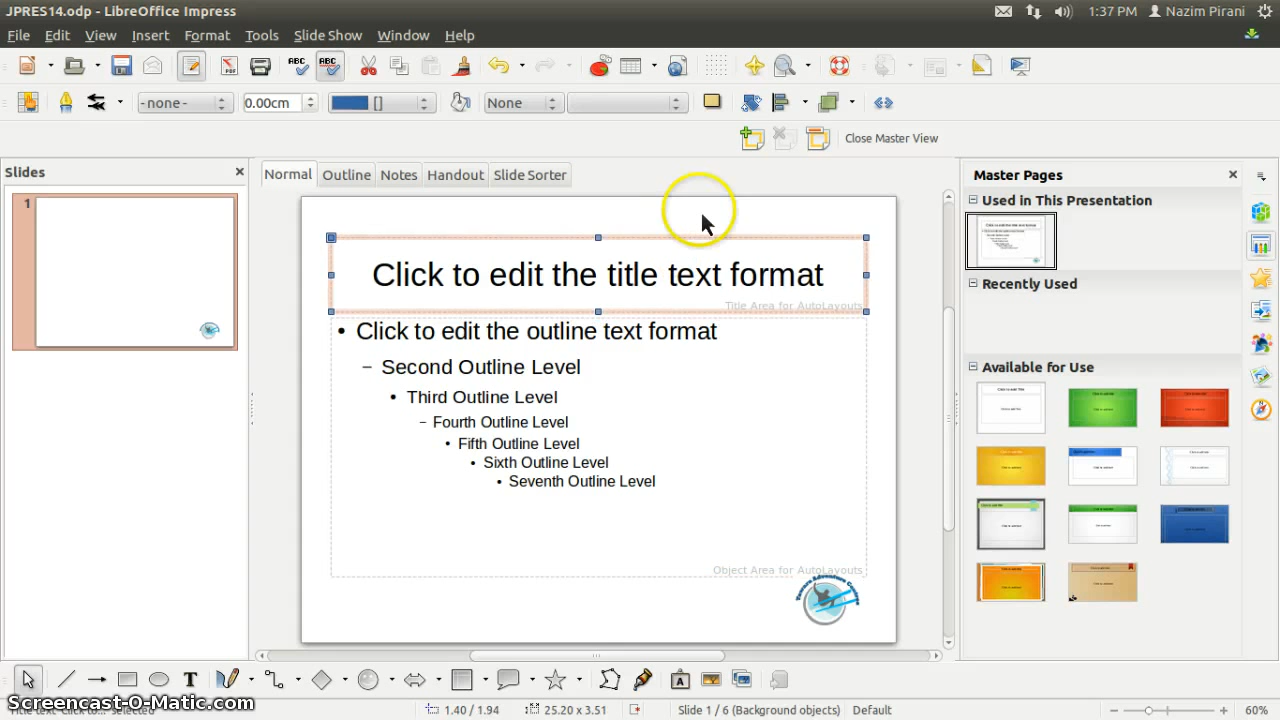 JPRES14.odp - LibreOffice Impress
1:37 PM Nazim Pirani
File Edit View Insert Format Tools Slide Show Window Help
- none - 0.00cm [] None
Close Master View
Slides
Normal Outline Notes Handout Slide Sorter
Master Pages
Used in This Presentation
1
Click to edit the title text format
Title Area for AutoLayouts
Recently Used
• Click to edit the outline text format
– Second Outline Level
• Third Outline Level
– Fourth Outline Level
• Fifth Outline Level
• Sixth Outline Level
• Seventh Outline Level
Available for Use
Object Area for AutoLayouts
Screencast-O-Matic.com
1.40 / 1.94 25.20 x 3.51 Slide 1 / 6 (Background objects) Default 60%